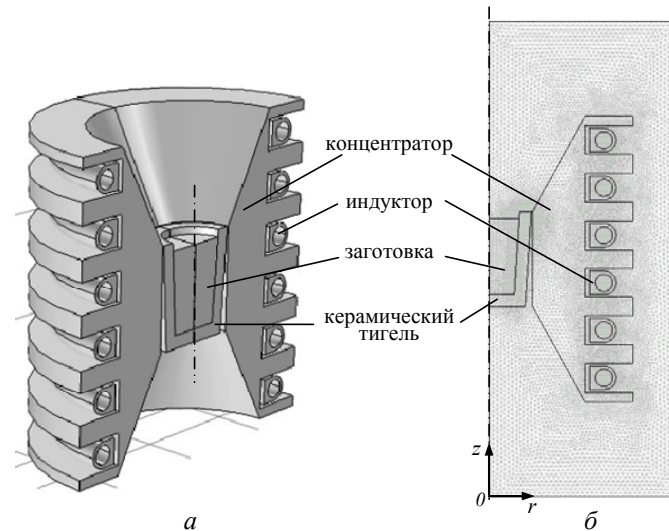 концентратор
индуктор
заготовка
керамический
тигель
z
0
r
а
б